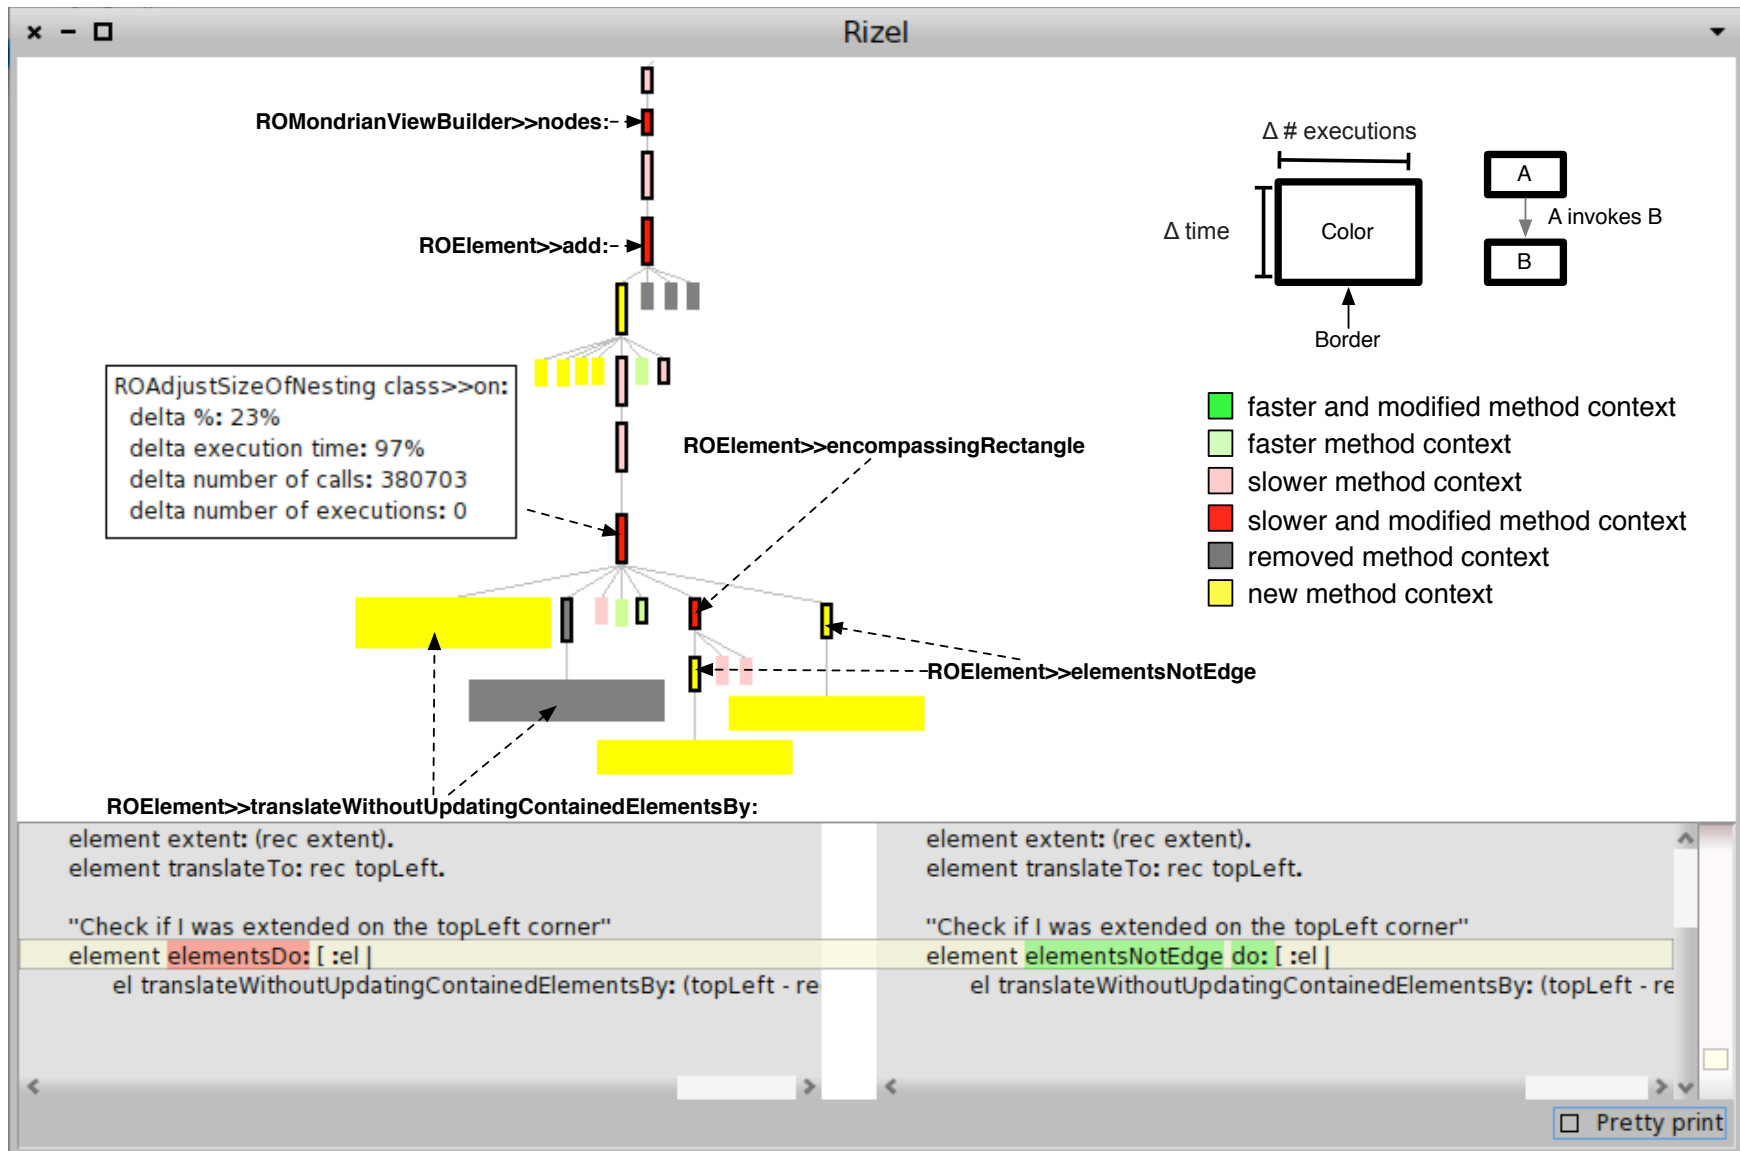 Rizel
ROMondrianViewBuilder>>nodes:
Δ # executions
A
A invokes B
ROElement>>add:
Δ time
Color
B
Border
ROAdjustSizeOfNesting class>>on:
delta %: 23%
delta execution time: 97%
delta number of calls: 380703
delta number of executions: 0
faster and modified method context
faster method context
slower method context
slower and modified method context
removed method context
new method context
ROElement>>encompassingRectangle
ROElement>>elementsNotEdge
ROElement>>translateWithoutUpdatingContainedElementsBy:
element extent: (rec extent).
element translateTo: rec topLeft.
"Check if I was extended on the topLeft corner"
element elementsDo: [ :el |
el translateWithoutUpdatingContainedElementsBy: (topLeft - re
element extent: (rec extent).
element translateTo: rec topLeft.
"Check if I was extended on the topLeft corner"
element elementsNotEdge do: [ :el |
el translateWithoutUpdatingContainedElementsBy: (topLeft - re
Pretty print